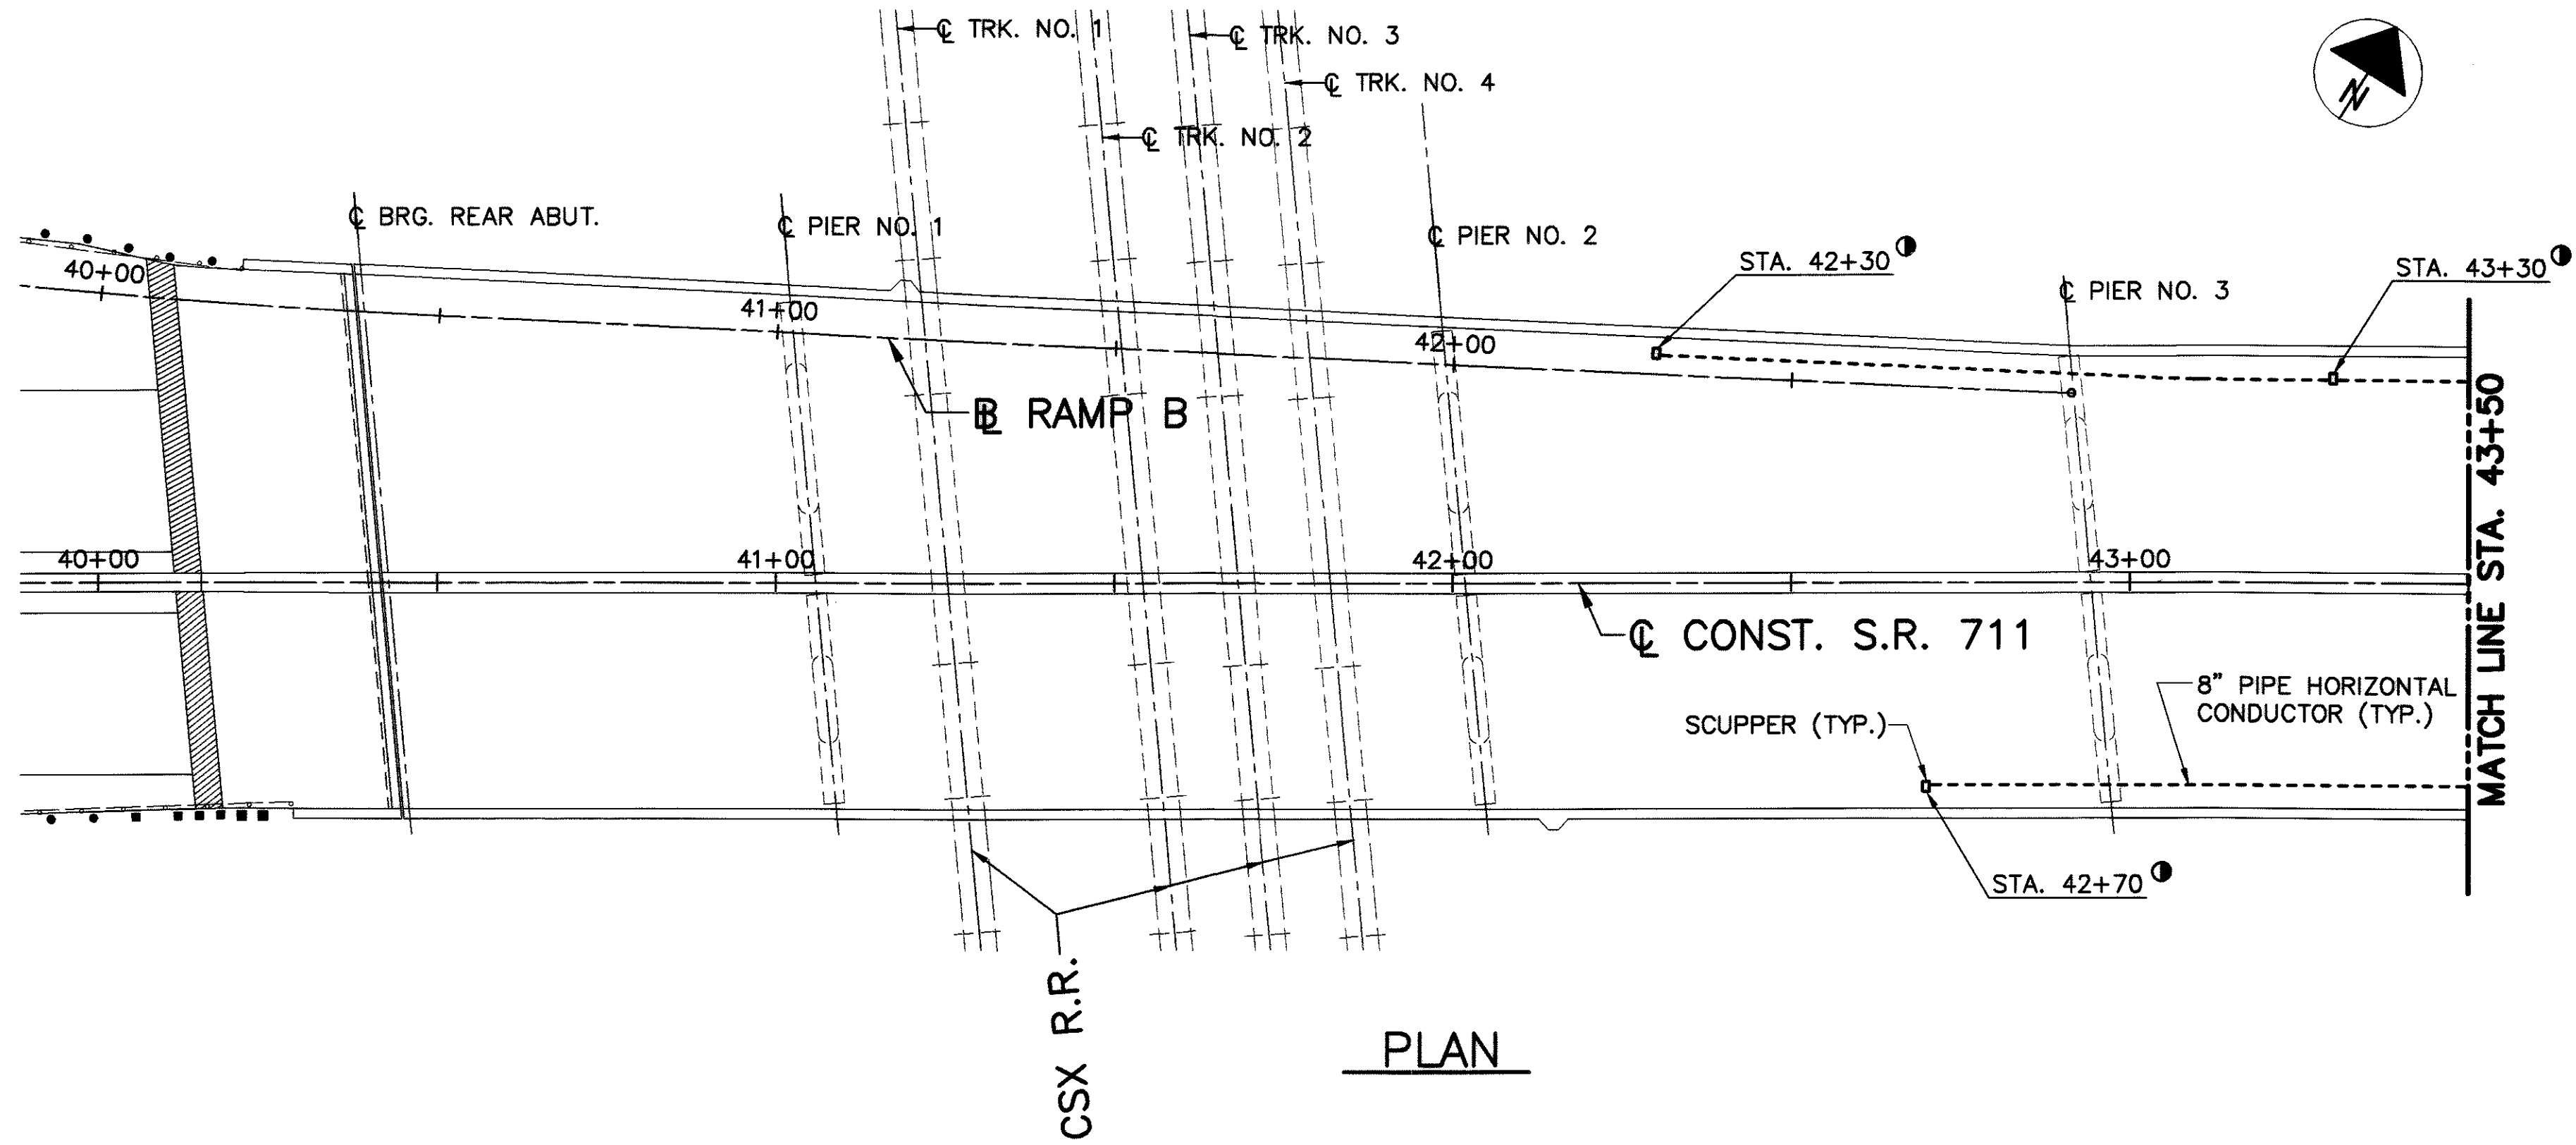 ℄ TRK. NO. 1
℄ TRK. NO. 3
℄ TRK. NO. 4
℄ TRK. NO. 2
N
℄ BRG. REAR ABUT.
℄ PIER NO. 1
℄ PIER NO. 2
STA. 42+30
STA. 43+30
40+00
℄ PIER NO. 3
41+00
42+00
BL RAMP B
MATCH LINE STA. 43+50
40+00
41+00
42+00
43+00
℄ CONST. S.R. 711
8" PIPE HORIZONTAL
CONDUCTOR (TYP.)
SCUPPER (TYP.)
STA. 42+70
CSX R.R.
PLAN